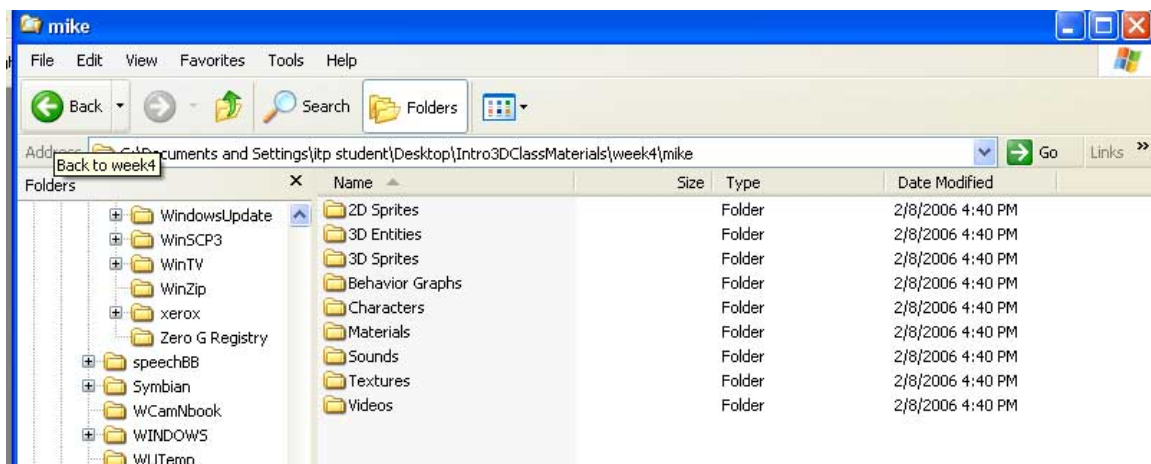 mike
File Edit View Favorites Tools Help
Back Search Folders
Address C:\Documents and Settings\itp student\Desktop\Intro3DClassMaterials\week4\mike Go Links »
Back to week4
Folders × Name Size Type Date Modified
WindowsUpdate
WinSCP3
WinTV
WinZip
xerox
Zero G Registry
speechBB
Symbian
WCamNbook
WINDOWS
WUTemp
2D Sprites Folder 2/8/2006 4:40 PM
3D Entities Folder 2/8/2006 4:40 PM
3D Sprites Folder 2/8/2006 4:40 PM
Behavior Graphs Folder 2/8/2006 4:40 PM
Characters Folder 2/8/2006 4:40 PM
Materials Folder 2/8/2006 4:40 PM
Sounds Folder 2/8/2006 4:40 PM
Textures Folder 2/8/2006 4:40 PM
Videos Folder 2/8/2006 4:40 PM